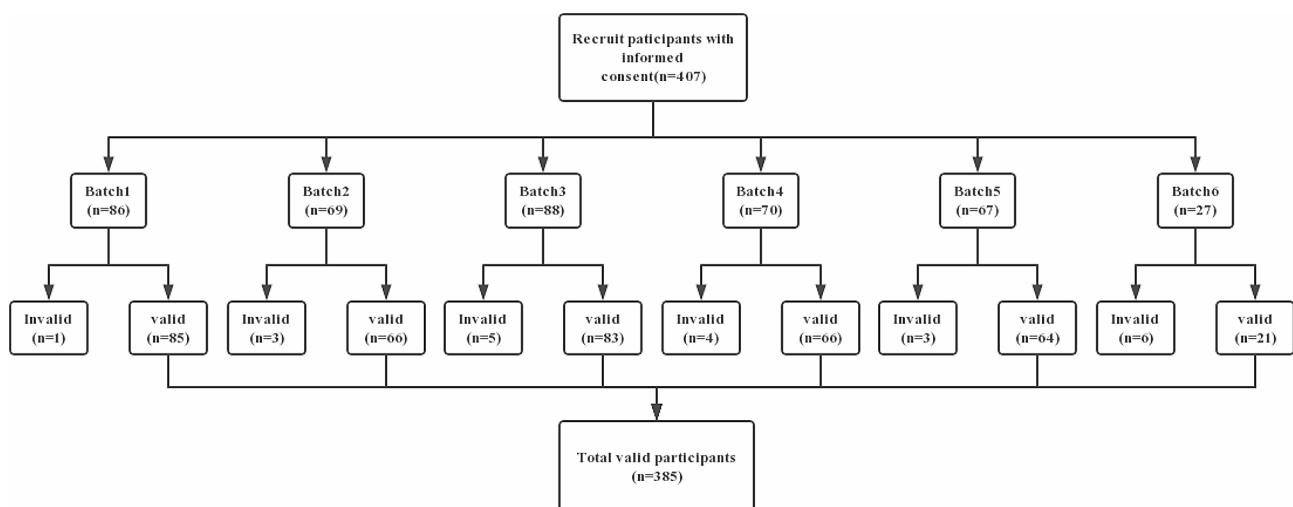 Recruit paticipants with
informed
consent(n=407)
Batch1
(n=86)
Batch2
(n=69)
Batch3
(n=88)
Batch4
(n=70)
Batch5
(n=67)
Batch6
(n=27)
Invalid
(n=1)
valid
(n=85)
Invalid
(n=3)
valid
(n=66)
Invalid
(n=5)
valid
(n=83)
Invalid
(n=4)
valid
(n=66)
Invalid
(n=3)
valid
(n=64)
Invalid
(n=6)
valid
(n=21)
Total valid participants
(n=385)